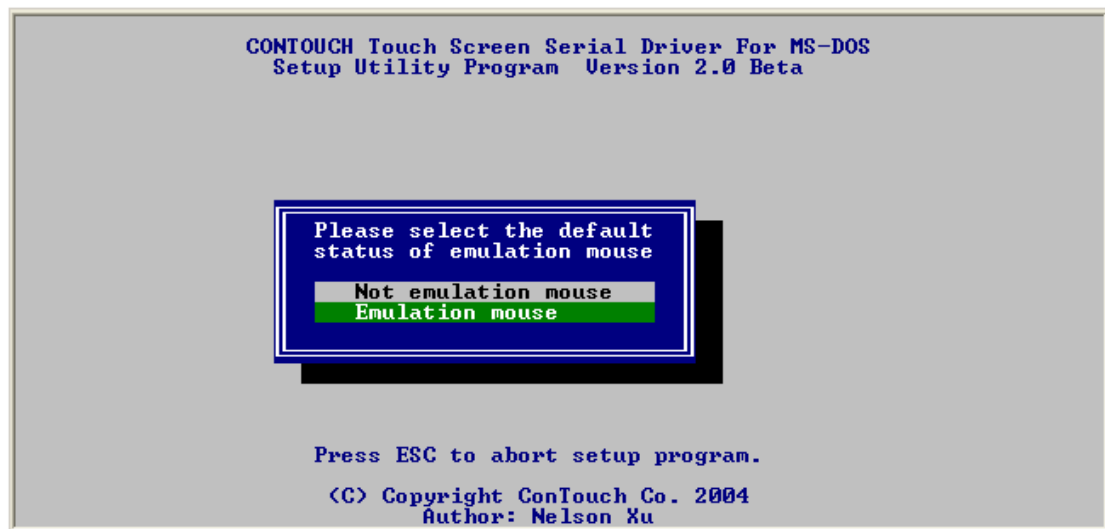 CONTOUCH Touch Screen Serial Driver For MS-DOS
Setup Utility Program Version 2.0 Beta
Please select the default
status of emulation mouse
Not emulation mouse
Emulation mouse
Press ESC to abort setup program.
(C) Copyright ConTouch Co. 2004
Author: Nelson Xu